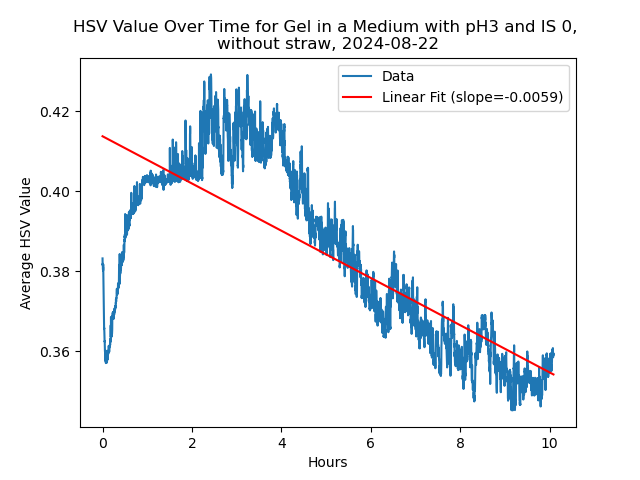 HSV Value Over Time for Gel in a Medium with pH3 and IS 0,
without straw, 2024-08-22
Data
Linear Fit (slope=-0.0059)
0.42
0.40
0.38
0.36
Average HSV Value
0 2 4 6 8 10
Hours